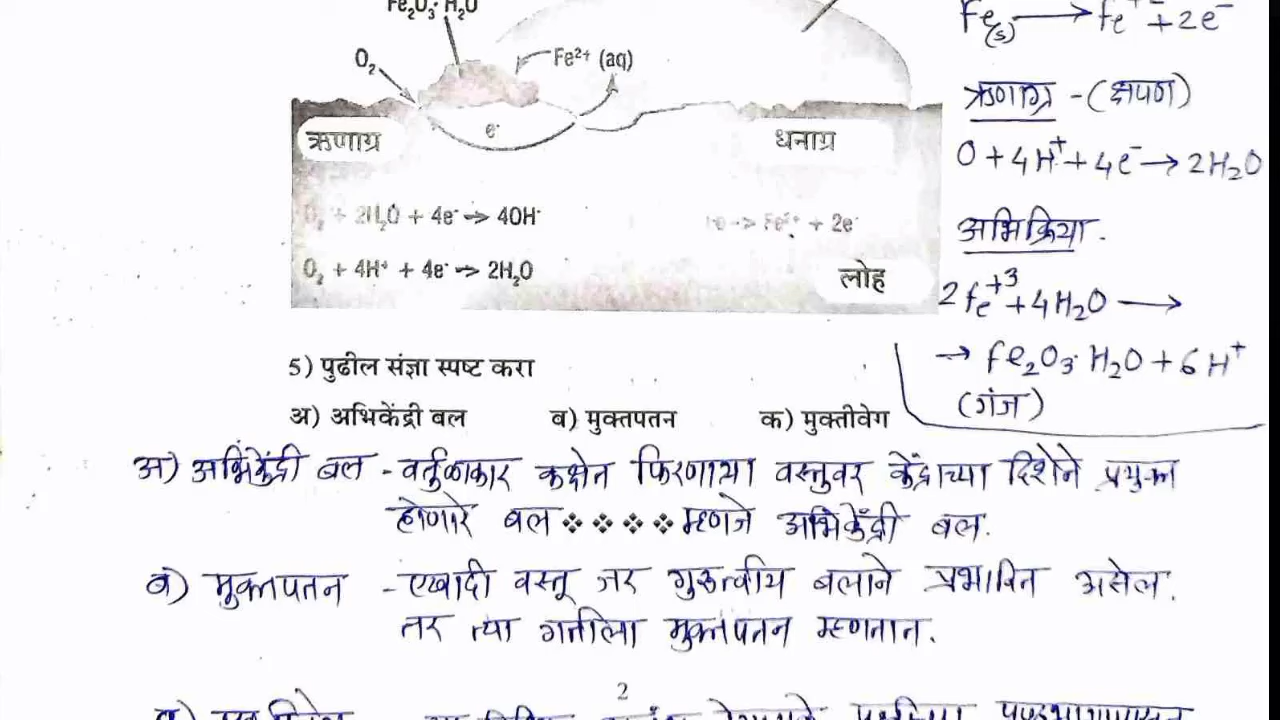 Fe₂O₃·H₂O
O₂
Fe²⁺ (aq)
e⁻
ऋणाग्र
धनाग्र
O₂ + 2H₂O + 4e⁻ → 4OH⁻
Fe → Fe²⁺ + 2e⁻
O₂ + 4H⁺ + 4e⁻ → 2H₂O
लोह
Fe(s) → Fe + 2e⁻
ऋणाग्र - (क्षपण)
O + 4H⁺ + 4e⁻ → 2H₂O
अभिक्रिया.
2Fe⁺³ + 4H₂O →
→ Fe₂O₃·H₂O + 6H⁺
(गंज)
5) पुढील संज्ञा स्पष्ट करा
अ) अभिकेंद्री बल ब) मुक्तपतन क) मुक्तीवेग
अ) अभिकेंद्री बल - वर्तुळाकार कक्षेत फिरणाऱ्या वस्तुवर केंद्राच्या दिशेने प्रयुक्त
होणारे बल ❖ ❖ ❖ ❖ म्हणजे अभिकेंद्री बल.
ब) मुक्तपतन - एखादी वस्तू जर गुरुत्वीय बलाने प्रभावित असेल.
तर त्या गतीला मुक्तपतन म्हणतात.
2